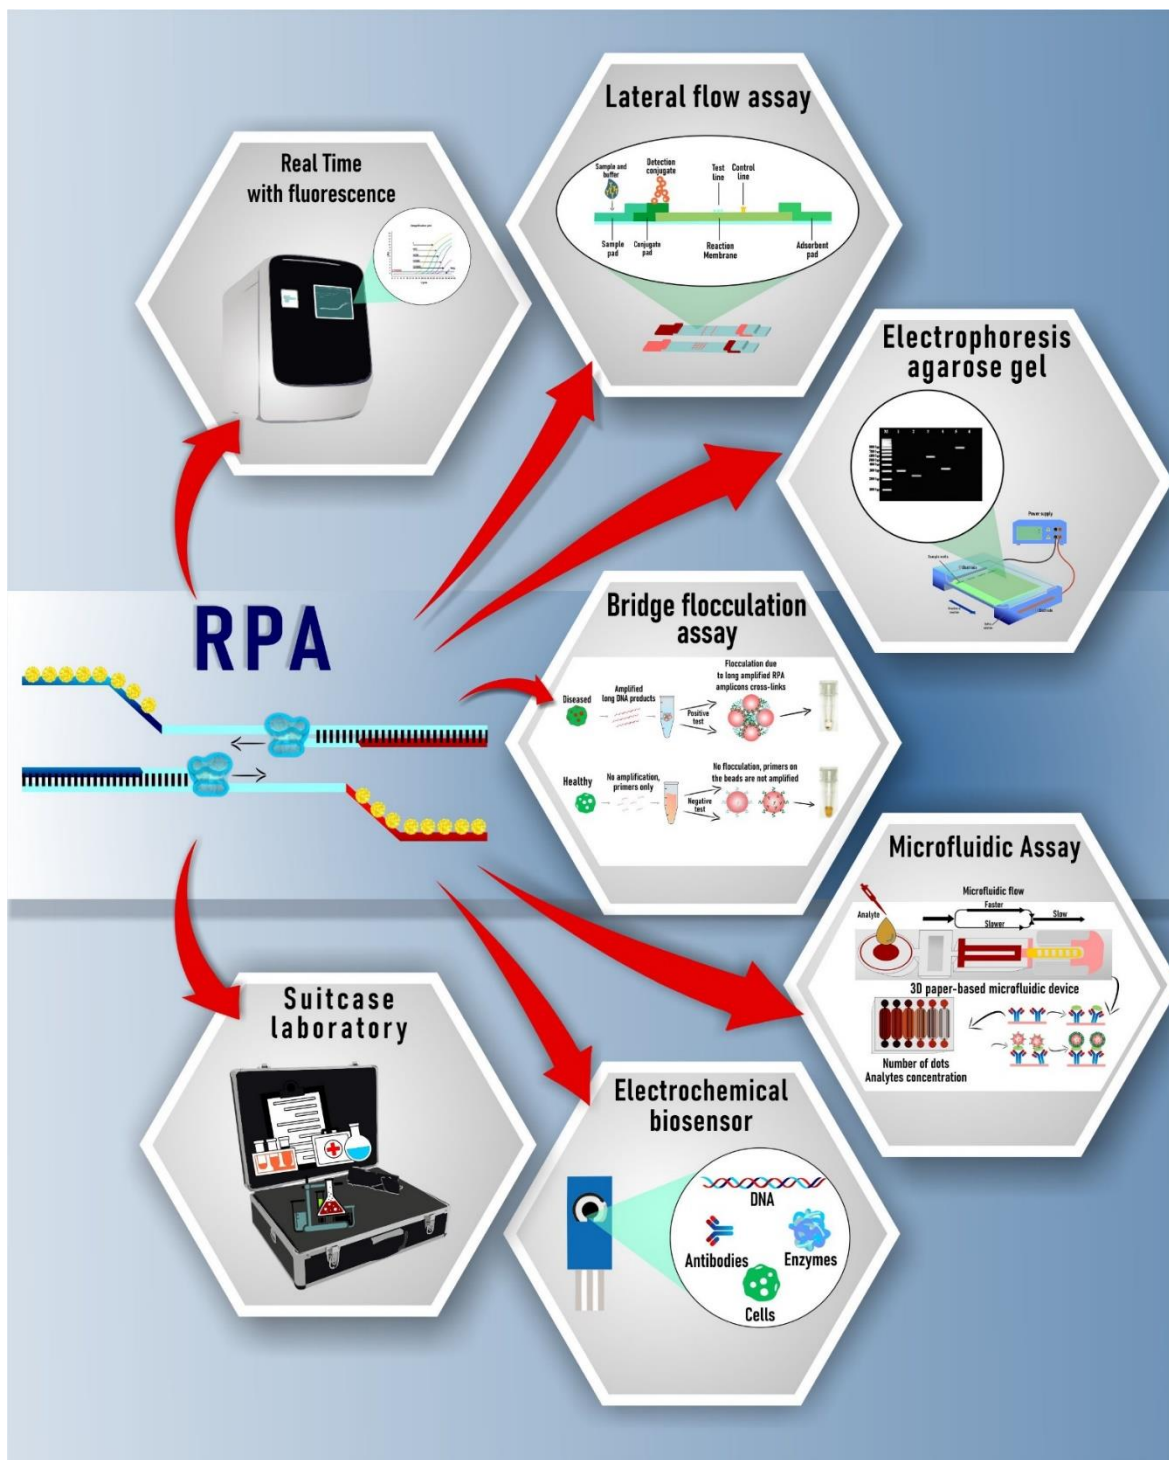 Lateral flow assay
Sample and
buffer
Detection
conjugate
Test
line
Control
line
Sample
pad
Conjugate
pad
Reaction
Membrane
Adsorbent
pad
Real Time
with fluorescence
Electrophoresis
agarose gel
Power supply
RPA
Bridge flocculation
assay
Diseased
Amplified
long DNA products
Positive
test
Flocculation due
to long amplified RPA
amplicons cross-links
Healthy
No amplification,
primers only
Negative
test
No flocculation, primers on
the beads are not amplified
Microfluidic Assay
Microfluidic flow
Analyte
Faster
Slower
Slow
3D paper-based microfluidic device
Number of dots
Analytes concentration
Suitcase
laboratory
Electrochemical
biosensor
DNA
Antibodies
Enzymes
Cells